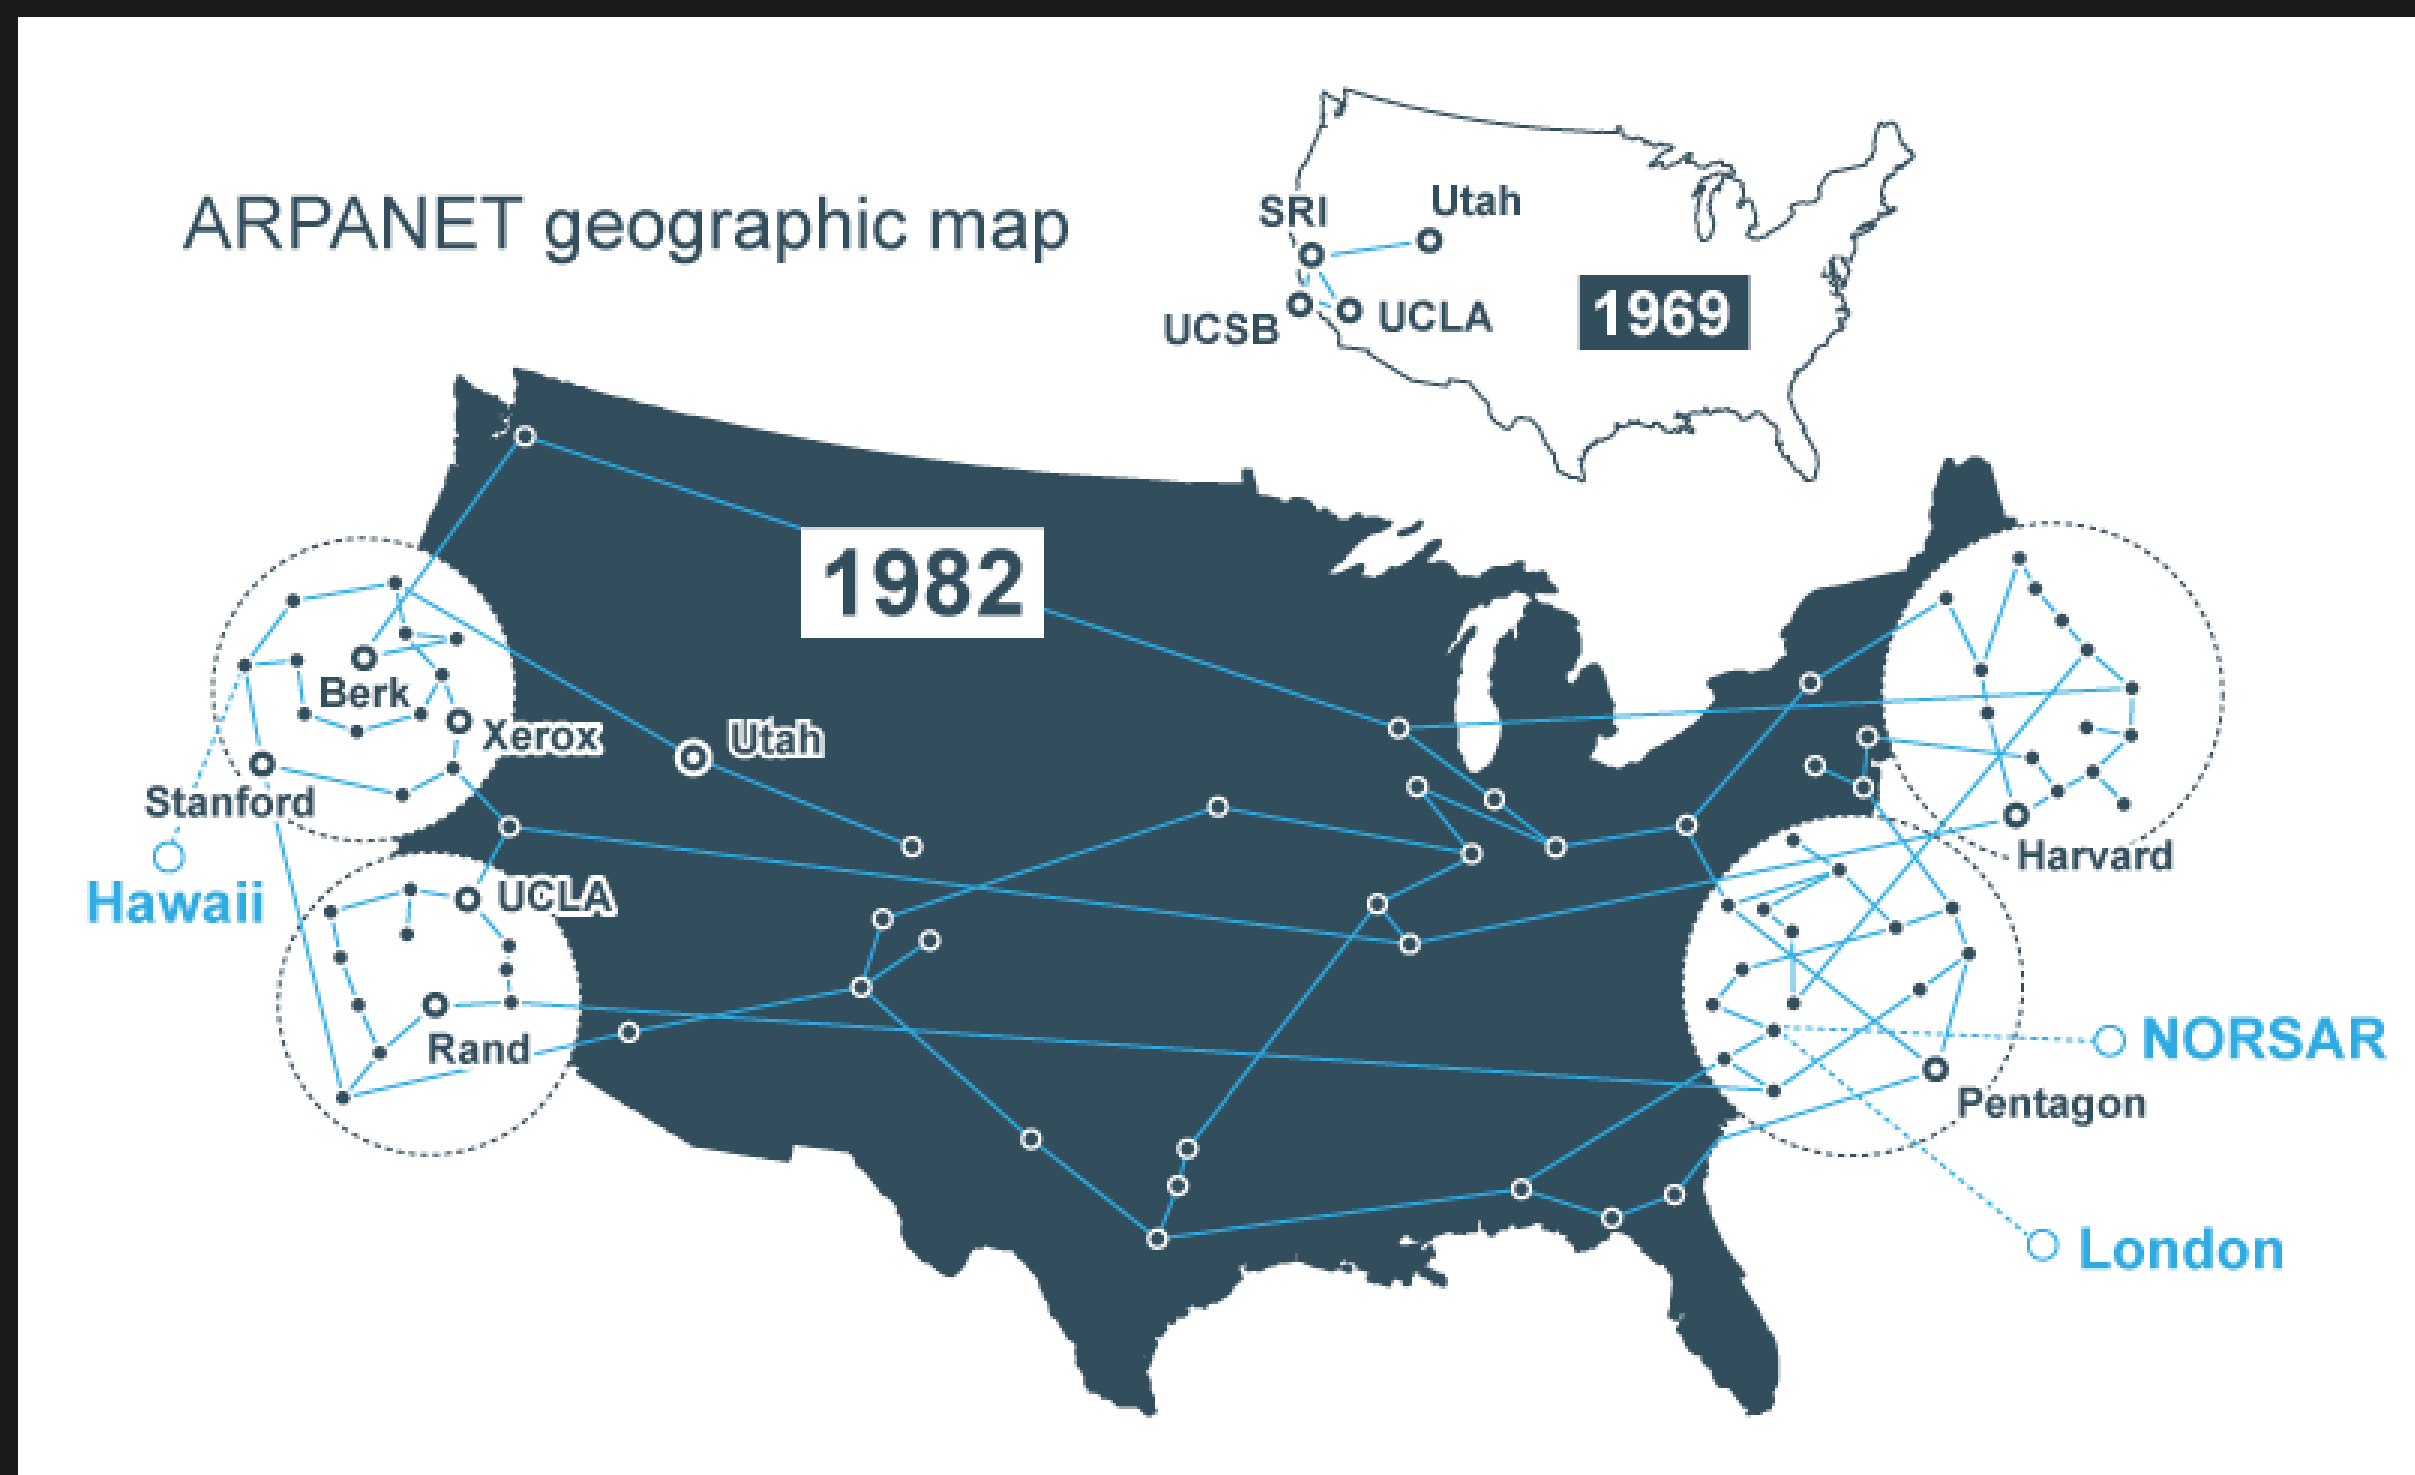 ARPANET geographic map
SRI
Utah
UCSB
UCLA
1969
1982
Berk
Xerox
Utah
Stanford
Hawaii
UCLA
Rand
Harvard
NORSAR
Pentagon
London